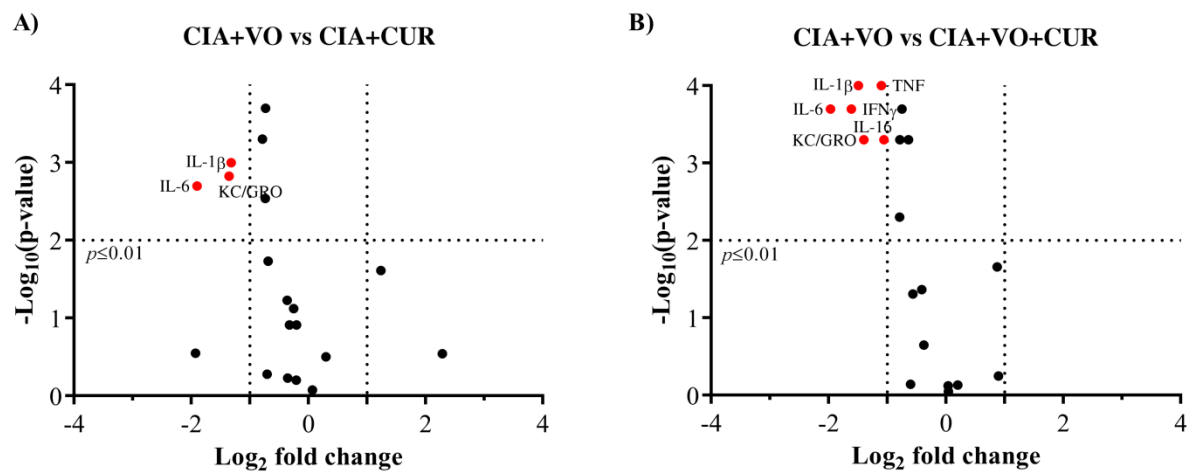 A)
CIA+VO vs CIA+CUR
4
3
2
1
0
-Log10(p-value)
IL-1β
IL-6
KC/GRO
p≤0.01
-4
-2
0
2
4
Log2 fold change
B)
CIA+VO vs CIA+VO+CUR
4
3
2
1
0
-Log10(p-value)
IL-1β
TNF
IL-6
IFNγ
IL-15
KC/GRO
p≤0.01
-4
-2
0
2
4
Log2 fold change